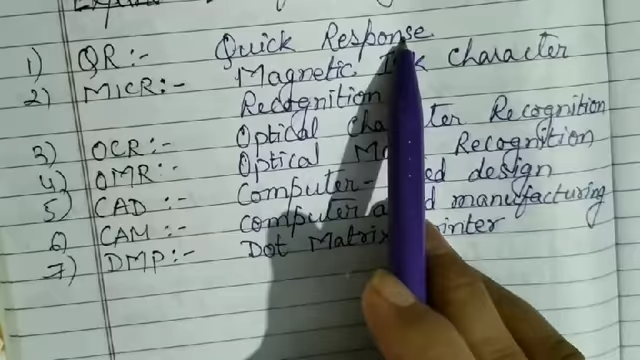 1) QR:- Quick Response
2) MICR:- Magnetic Ink Character
Recognition
3) OCR:- Optical Character Recognition
4) OMR:- Optical Recognition
5) CAD:- Computer- design
6) CAM:- Computer manufacturing
7) DMP:- Dot Matrix